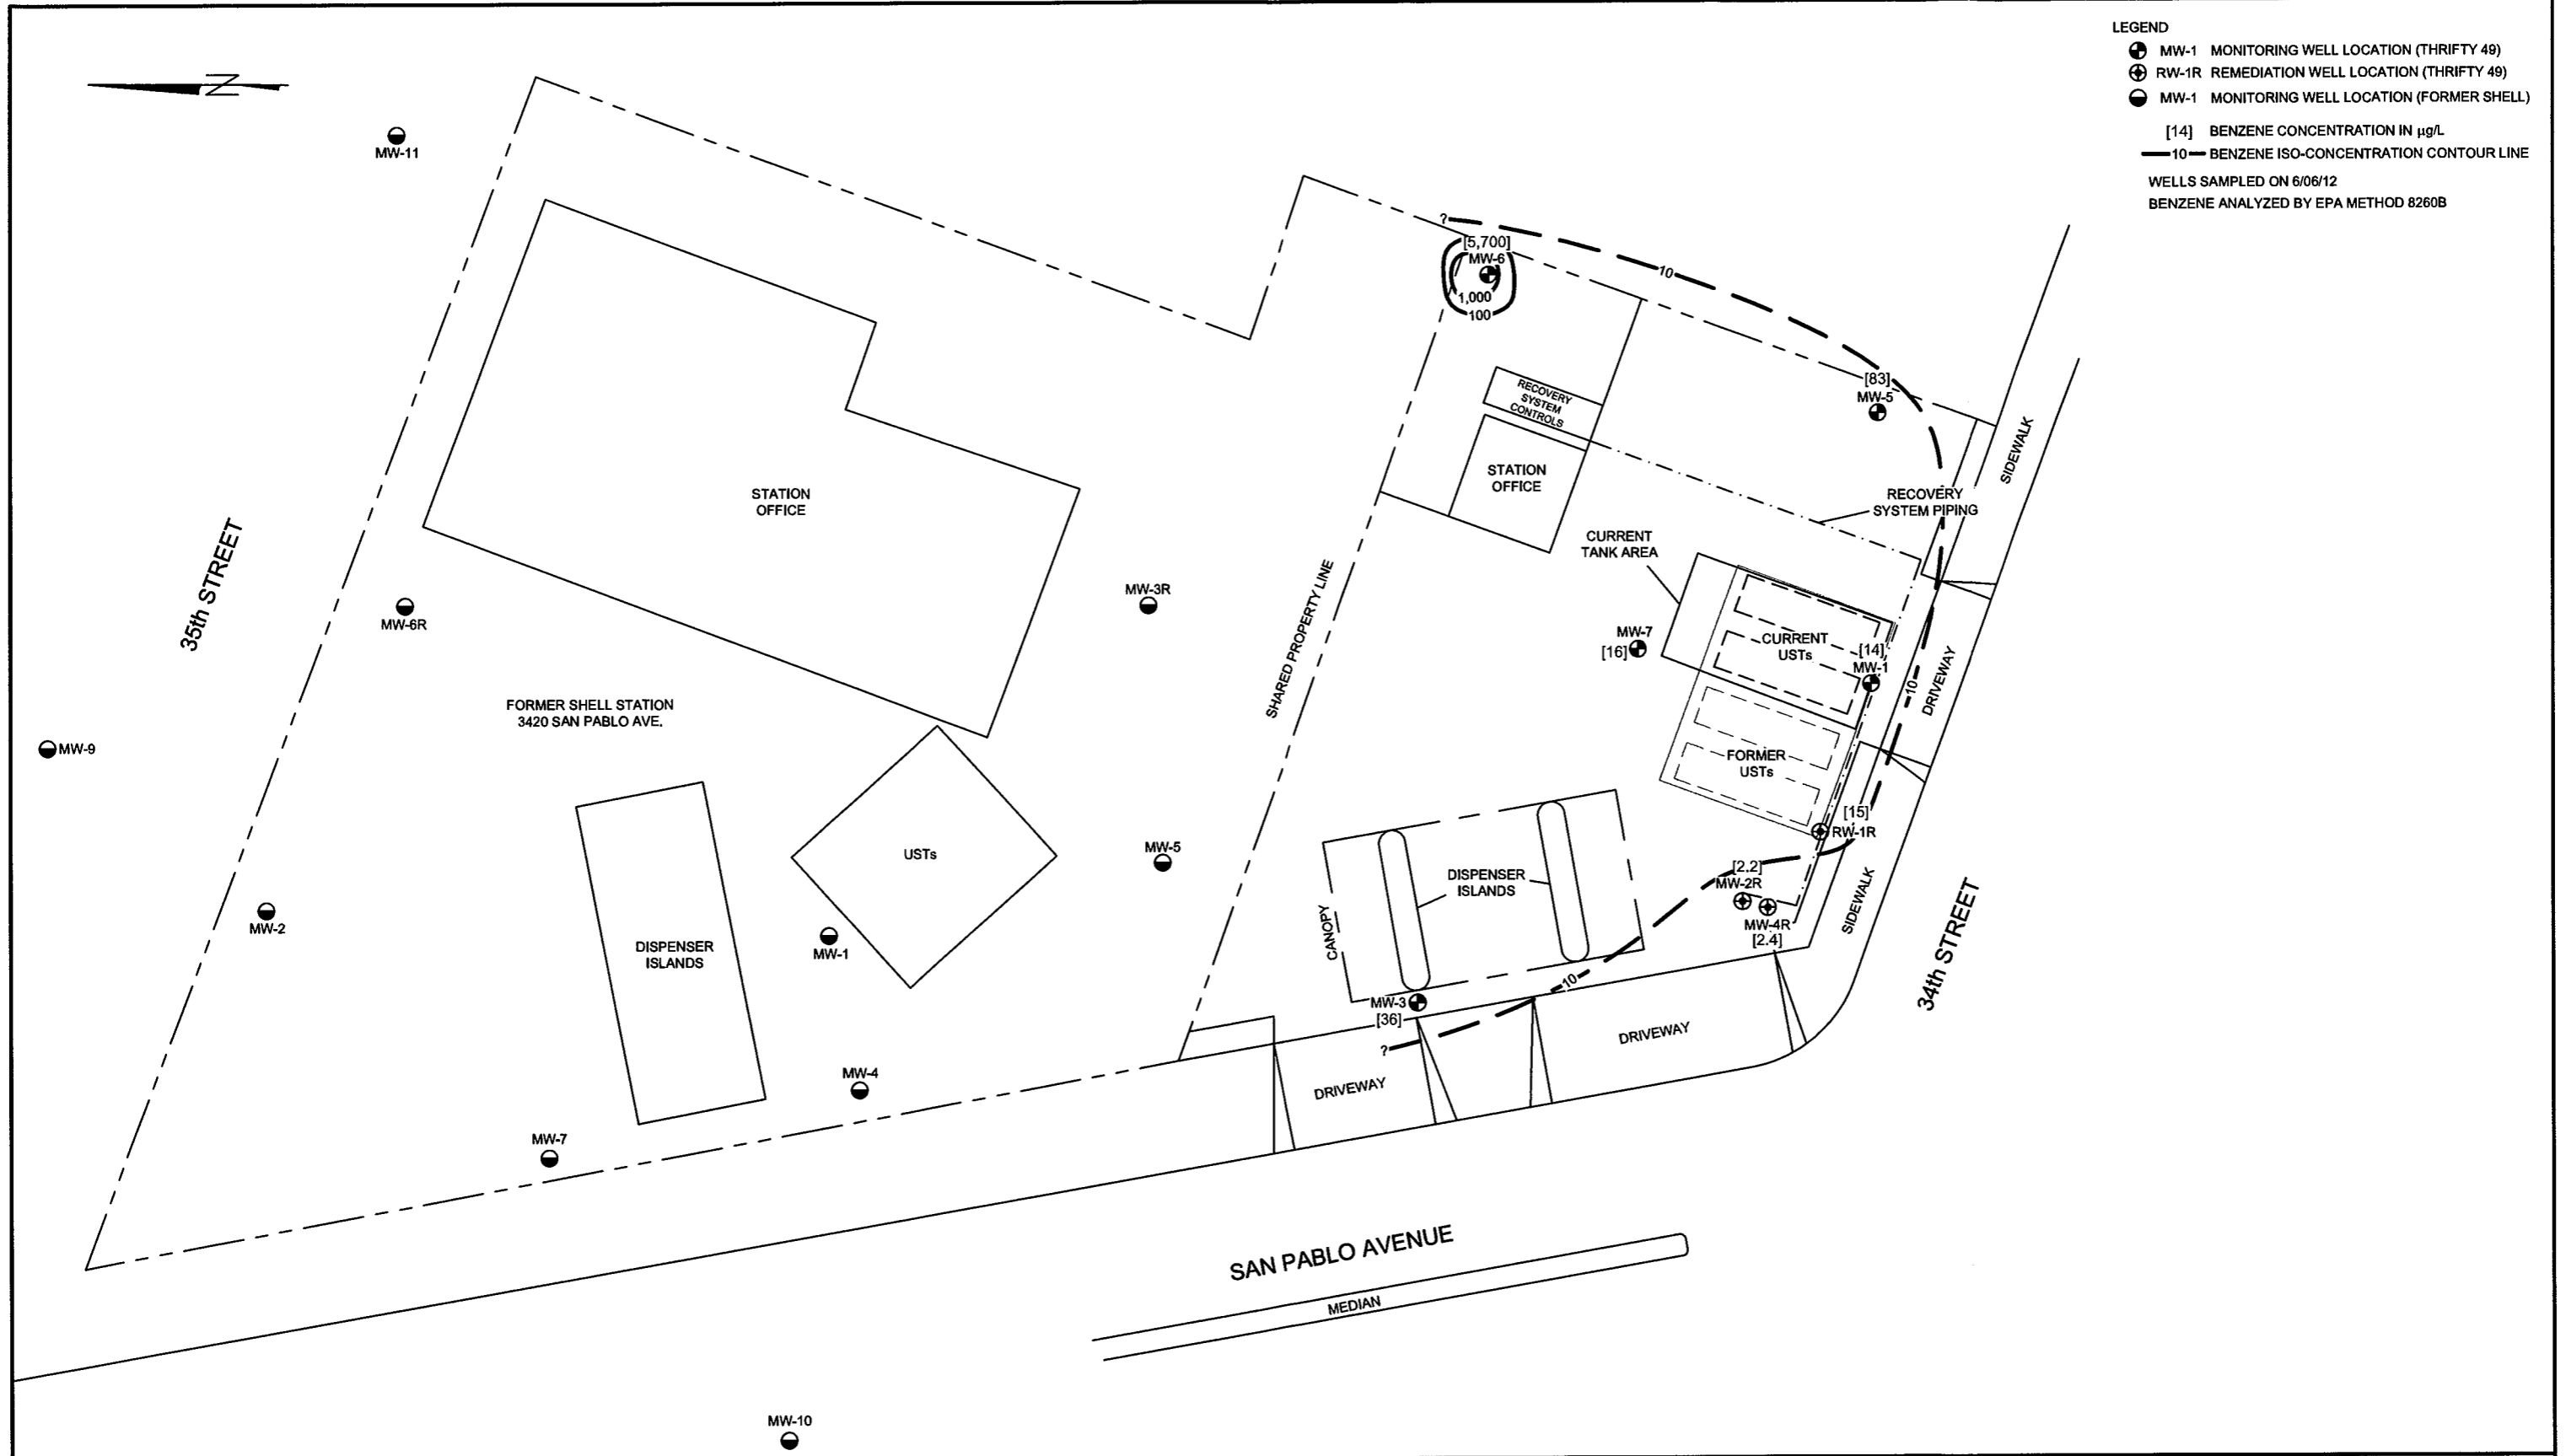 LEGEND
MW-1 MONITORING WELL LOCATION (THRIFTY 49)
RW-1R REMEDIATION WELL LOCATION (THRIFTY 49)
MW-1 MONITORING WELL LOCATION (FORMER SHELL)
[14] BENZENE CONCENTRATION IN µg/L
10 BENZENE ISO-CONCENTRATION CONTOUR LINE
WELLS SAMPLED ON 6/06/12
BENZENE ANALYZED BY EPA METHOD 8260B
N
MW-11
?
[5,700]
MW-6
1,000
100
10
[83]
MW-5
RECOVERY
SYSTEM
CONTROLS
STATION
OFFICE
SIDEWALK
RECOVERY
SYSTEM PIPING
STATION
OFFICE
35th STREET
CURRENT
TANK AREA
MW-6R
MW-3R
SHARED PROPERTY LINE
MW-7
[16]
CURRENT
USTs
[14]
MW-1
10
DRIVEWAY
FORMER SHELL STATION
3420 SAN PABLO AVE.
MW-9
FORMER
USTs
[15]
RW-1R
USTs
MW-5
DISPENSER
ISLANDS
[2.2]
MW-2R
MW-4R
[2.4]
SIDEWALK
34th STREET
MW-2
DISPENSER
ISLANDS
MW-1
CANOPY
10
MW-3
[36]
?
DRIVEWAY
DRIVEWAY
MW-4
MW-7
SAN PABLO AVENUE
MEDIAN
MW-10